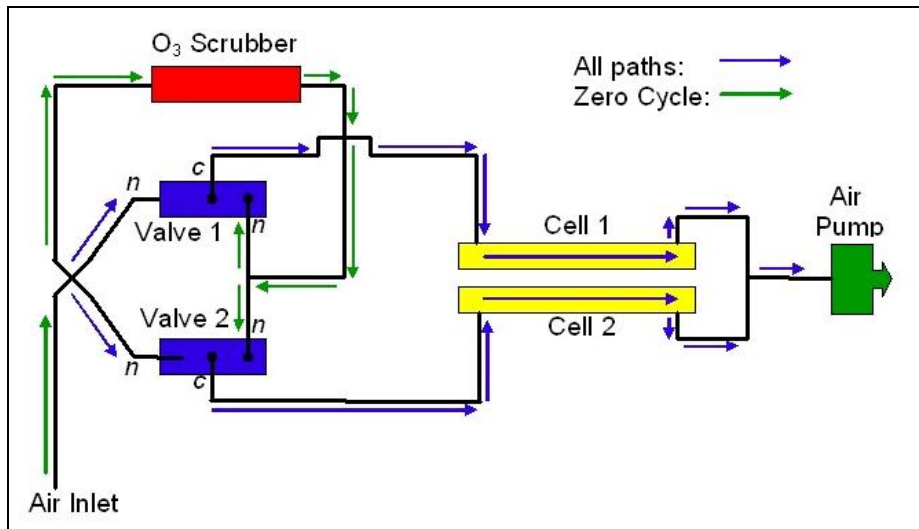 O₃ Scrubber
All paths:
Zero Cycle:
c
n
Valve 1
n
Cell 1
Air
Pump
Valve 2
n
n
c
Cell 2
Air Inlet